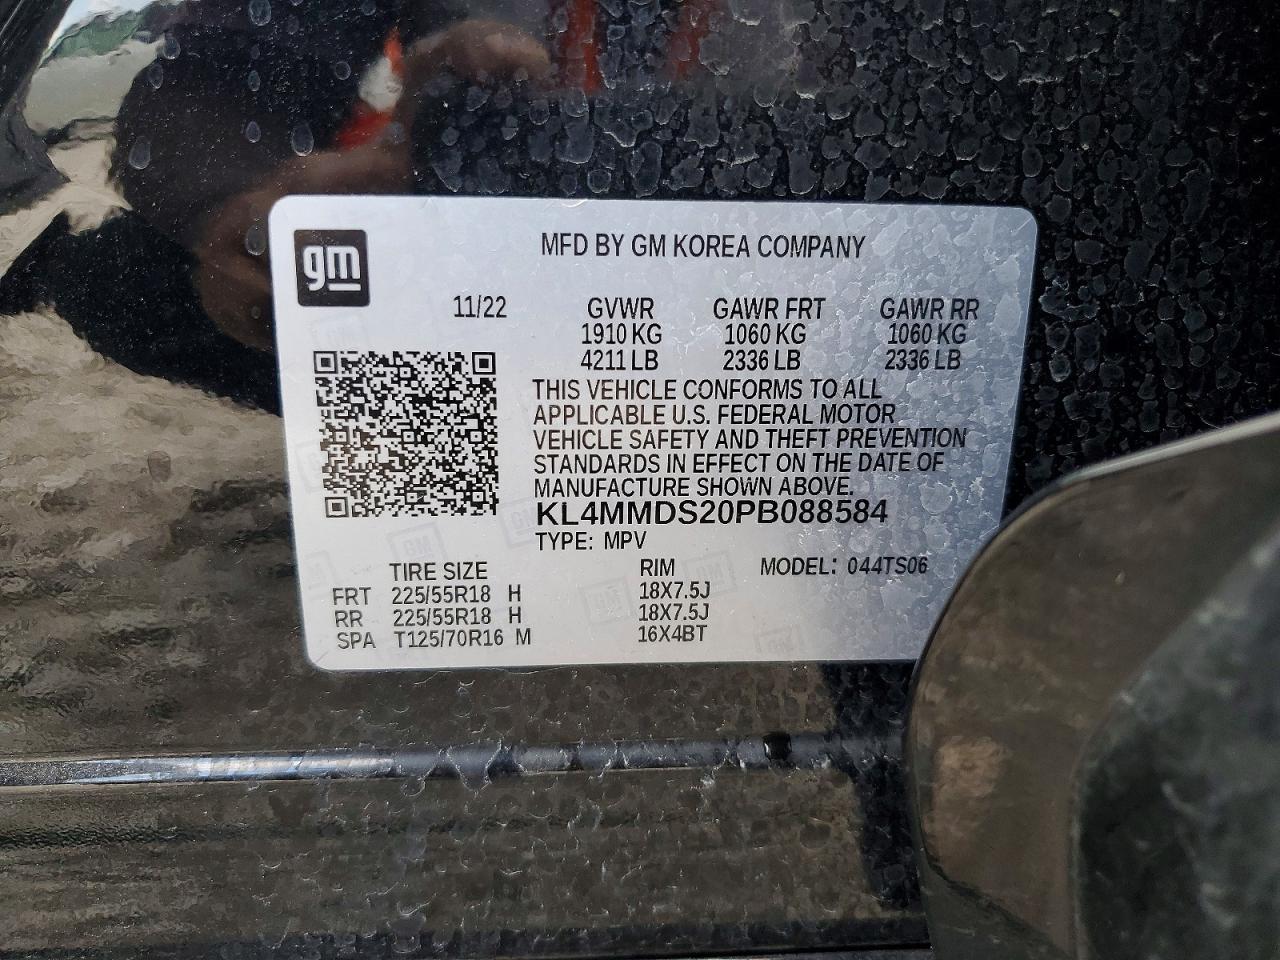 gm
MFD BY GM KOREA COMPANY
11/22 GVWR GAWR FRT GAWR RR
1910 KG 1060 KG 1060 KG
4211 LB 2336 LB 2336 LB
THIS VEHICLE CONFORMS TO ALL
APPLICABLE U.S. FEDERAL MOTOR
VEHICLE SAFETY AND THEFT PREVENTION
STANDARDS IN EFFECT ON THE DATE OF
MANUFACTURE SHOWN ABOVE.
KL4MMDS20PB088584
TYPE: MPV
TIRE SIZE RIM MODEL: 044TS06
FRT 225/55R18 H 18X7.5J
RR 225/55R18 H 18X7.5J
SPA T125/70R16 M 16X4BT